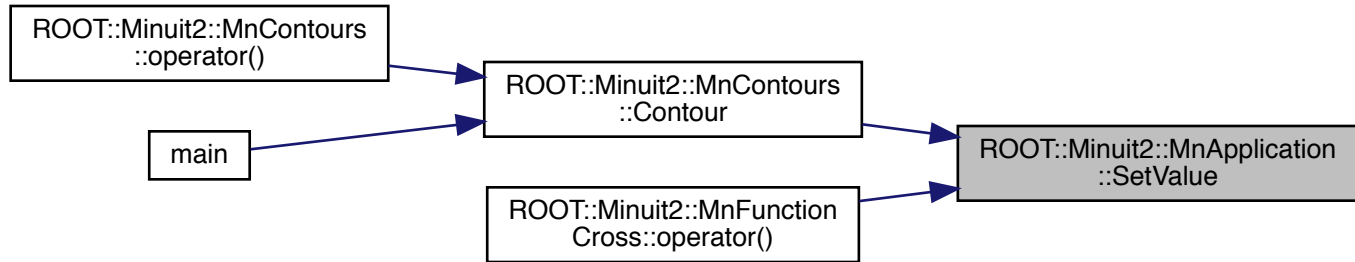 ROOT::Minuit2::MnContours
::operator()
main
ROOT::Minuit2::MnContours
::Contour
ROOT::Minuit2::MnFunction
Cross::operator()
ROOT::Minuit2::MnApplication
::SetValue